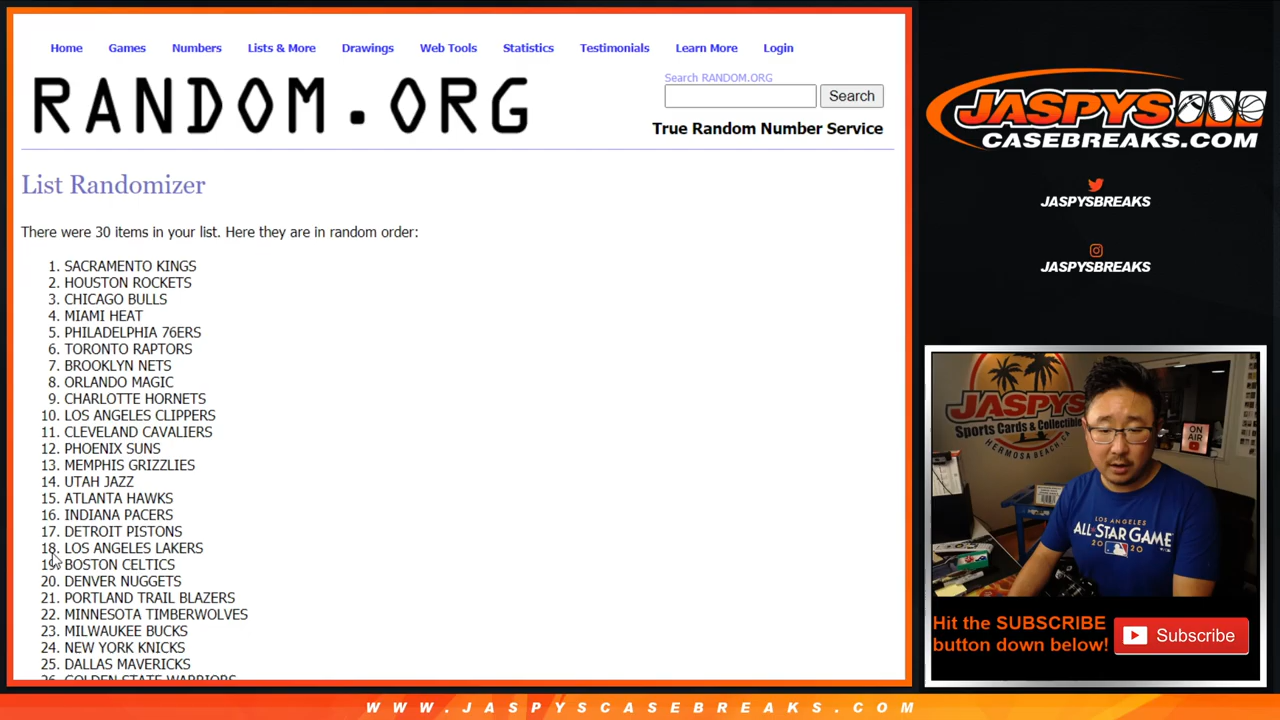 Home Games Numbers Lists & More Drawings Web Tools Statistics Testimonials Learn More Login
RANDOM.ORG
Search RANDOM.ORG
Search
True Random Number Service
List Randomizer
There were 30 items in your list. Here they are in random order:
1. SACRAMENTO KINGS
2. HOUSTON ROCKETS
3. CHICAGO BULLS
4. MIAMI HEAT
5. PHILADELPHIA 76ERS
6. TORONTO RAPTORS
7. BROOKLYN NETS
8. ORLANDO MAGIC
9. CHARLOTTE HORNETS
10. LOS ANGELES CLIPPERS
11. CLEVELAND CAVALIERS
12. PHOENIX SUNS
13. MEMPHIS GRIZZLIES
14. UTAH JAZZ
15. ATLANTA HAWKS
16. INDIANA PACERS
17. DETROIT PISTONS
18. LOS ANGELES LAKERS
19. BOSTON CELTICS
20. DENVER NUGGETS
21. PORTLAND TRAIL BLAZERS
22. MINNESOTA TIMBERWOLVES
23. MILWAUKEE BUCKS
24. NEW YORK KNICKS
25. DALLAS MAVERICKS
26. GOLDEN STATE WARRIORS
JASPYS
CASEBREAKS.COM
JASPYSBREAKS
JASPYSBREAKS
JASPYS
Sports Cards & Collectibles
HERMOSA BEACH, CA
ON AIR
LOS ANGELES
ALL-STAR GAME
2020
Hit the SUBSCRIBE
button down below!
Subscribe
WWW.JASPYSCASEBREAKS.COM